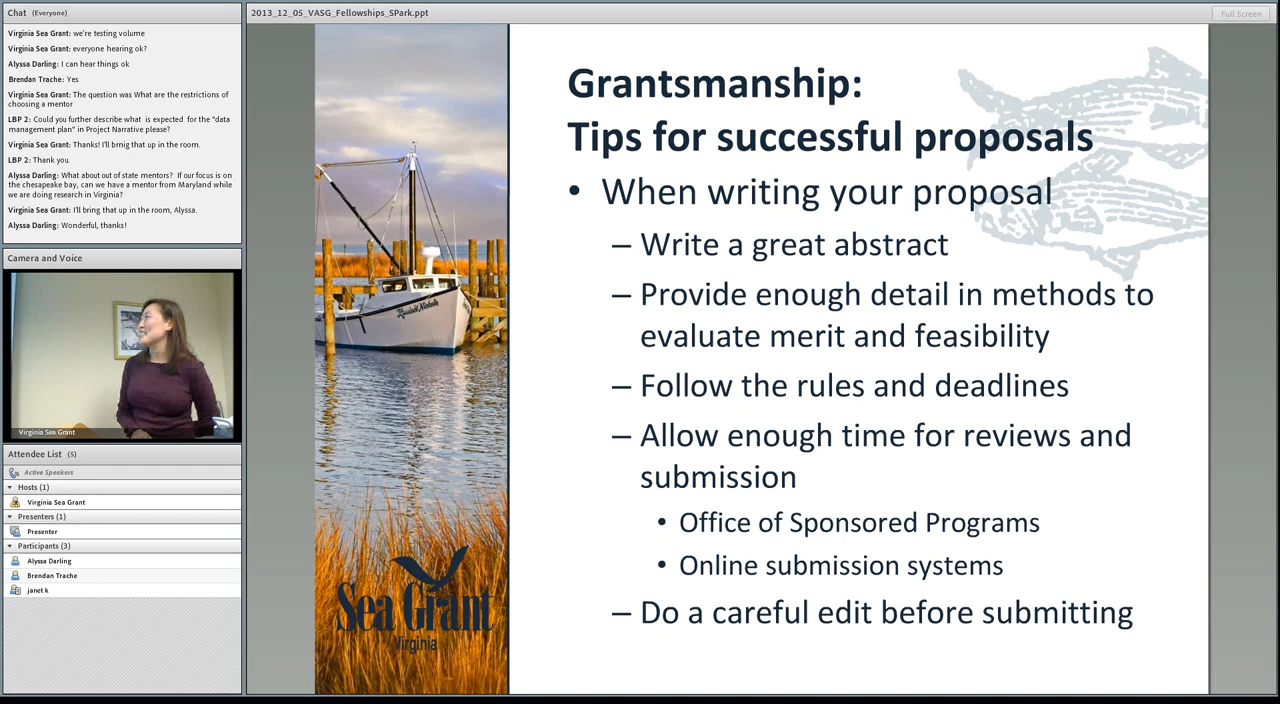 Chat (Everyone)
Virginia Sea Grant: we're testing volume
Virginia Sea Grant: everyone hearing ok?
Alyssa Darling: I can hear things ok
Brendan Trache: Yes
Virginia Sea Grant: The question was What are the restrictions of
choosing a mentor
LBP 2: Could you further describe what is expected for the "data
management plan" in Project Narrative please?
Virginia Sea Grant: Thanks! I'll brnig that up in the room.
LBP 2: Thank you.
Alyssa Darling: What about out of state mentors? If our focus is on
the chesapeake bay, can we have a mentor from Maryland while
we are doing research in Virginia?
Virginia Sea Grant: I'll bring that up in the room, Alyssa.
Alyssa Darling: Wonderful, thanks!
Camera and Voice
Virginia Sea Grant
Attendee List (5)
Active Speakers
Hosts (1)
Virginia Sea Grant
Presenters (1)
Presenter
Participants (3)
Alyssa Darling
Brendan Trache
janet k
2013_12_05_VASG_Fellowships_SPark.ppt
Full Screen
Grantsmanship:
Tips for successful proposals
• When writing your proposal
– Write a great abstract
– Provide enough detail in methods to
evaluate merit and feasibility
– Follow the rules and deadlines
– Allow enough time for reviews and
submission
• Office of Sponsored Programs
• Online submission systems
– Do a careful edit before submitting
Sea Grant
Virginia